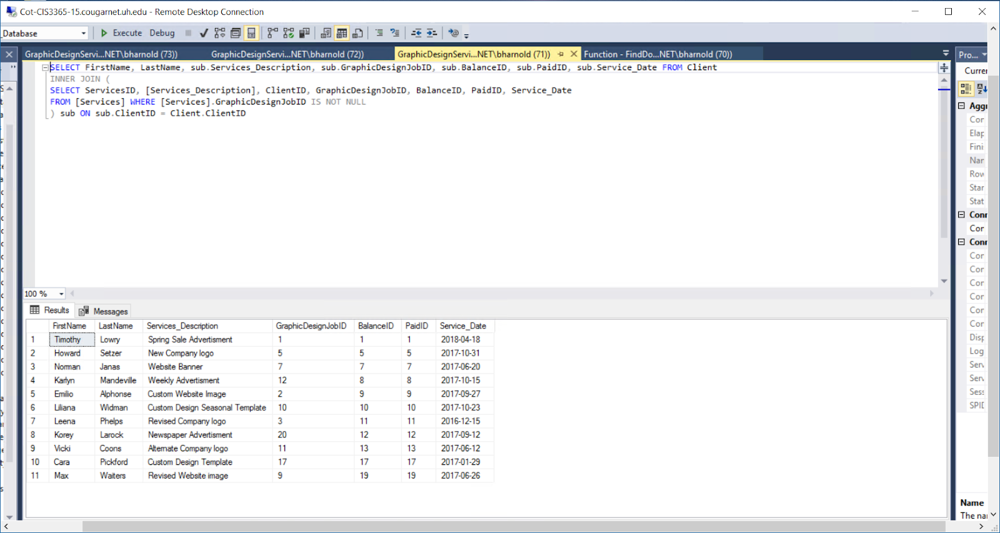 Cot-CIS3365-15.cougarnet.uh.edu - Remote Desktop Connection
Database Execute Debug
GraphicDesignServi...NET\bharnold (73)) GraphicDesignServi...NET\bharnold (72)) GraphicDesignServi...NET\bharnold (71)) Function - FindDo...NET\bharnold (70)) Pro...
SELECT FirstName, LastName, sub.Services_Description, sub.GraphicDesignJobID, sub.BalanceID, sub.PaidID, sub.Service_Date FROM Client
INNER JOIN (
SELECT ServicesID, [Services_Description], ClientID, GraphicDesignJobID, BalanceID, PaidID, Service_Date
FROM [Services] WHERE [Services].GraphicDesignJobID IS NOT NULL
) sub ON sub.ClientID = Client.ClientID
100 %
Results Messages
FirstName LastName Services_Description GraphicDesignJobID BalanceID PaidID Service_Date
1 Timothy Lowry Spring Sale Advertisment 1 1 1 2018-04-18
2 Howard Setzer New Company logo 5 5 5 2017-10-31
3 Norman Janas Website Banner 7 7 7 2017-06-20
4 Karlyn Mandeville Weekly Advertisment 12 8 8 2017-10-15
5 Emilio Alphonse Custom Website Image 2 9 9 2017-09-27
6 Liliana Widman Custom Design Seasonal Template 10 10 10 2017-10-23
7 Leena Phelps Revised Company logo 3 11 11 2016-12-15
8 Korey Larock Newspaper Advertisment 20 12 12 2017-09-12
9 Vicki Coons Alternate Company logo 11 13 13 2017-06-12
10 Cara Pickford Custom Design Template 17 17 17 2017-01-29
11 Max Waiters Revised Website image 9 19 19 2017-06-26
Curre
Aggr
Cor
Elap
Fini
Nar
Rov
Star
Stat
Conn
Cor
Conn
Cor
Cor
Cor
Cor
Cor
Cor
Disp
Log
Serv
Serv
Sess
SPID
Name
The na